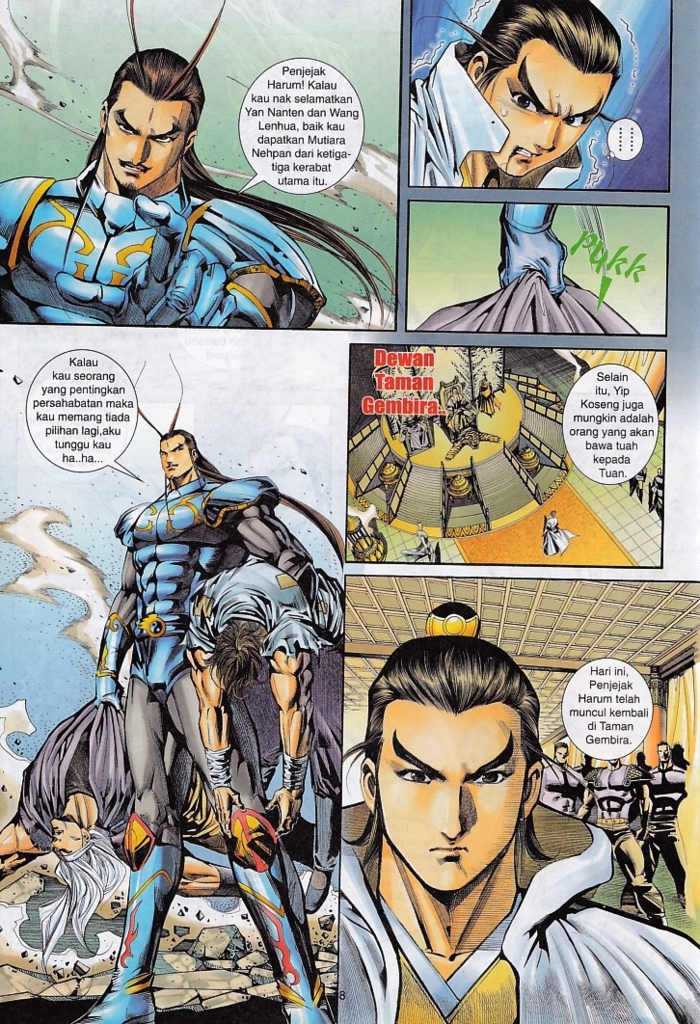 Penjejak
Harum! Kalau
kau nak selamatkan
Yan Nanten dan Wang
Lenhua, baik kau
dapatkan Mutiara
Nehpan dari ketiga-
tiga kerabat
utama itu.
PUKK
!
Kalau
kau seorang
yang pentingkan
persahabatan maka
kau memang tiada
pilihan lagi,aku
tunggu kau
ha..ha...
Dewan
Taman
Gembira..
Selain
itu, Yip
Koseng juga
mungkin adalah
orang yang akan
bawa tuah
kepada
Tuan.
Hari ini,
Penjejak
Harum telah
muncul kembali
di Taman
Gembira.
8